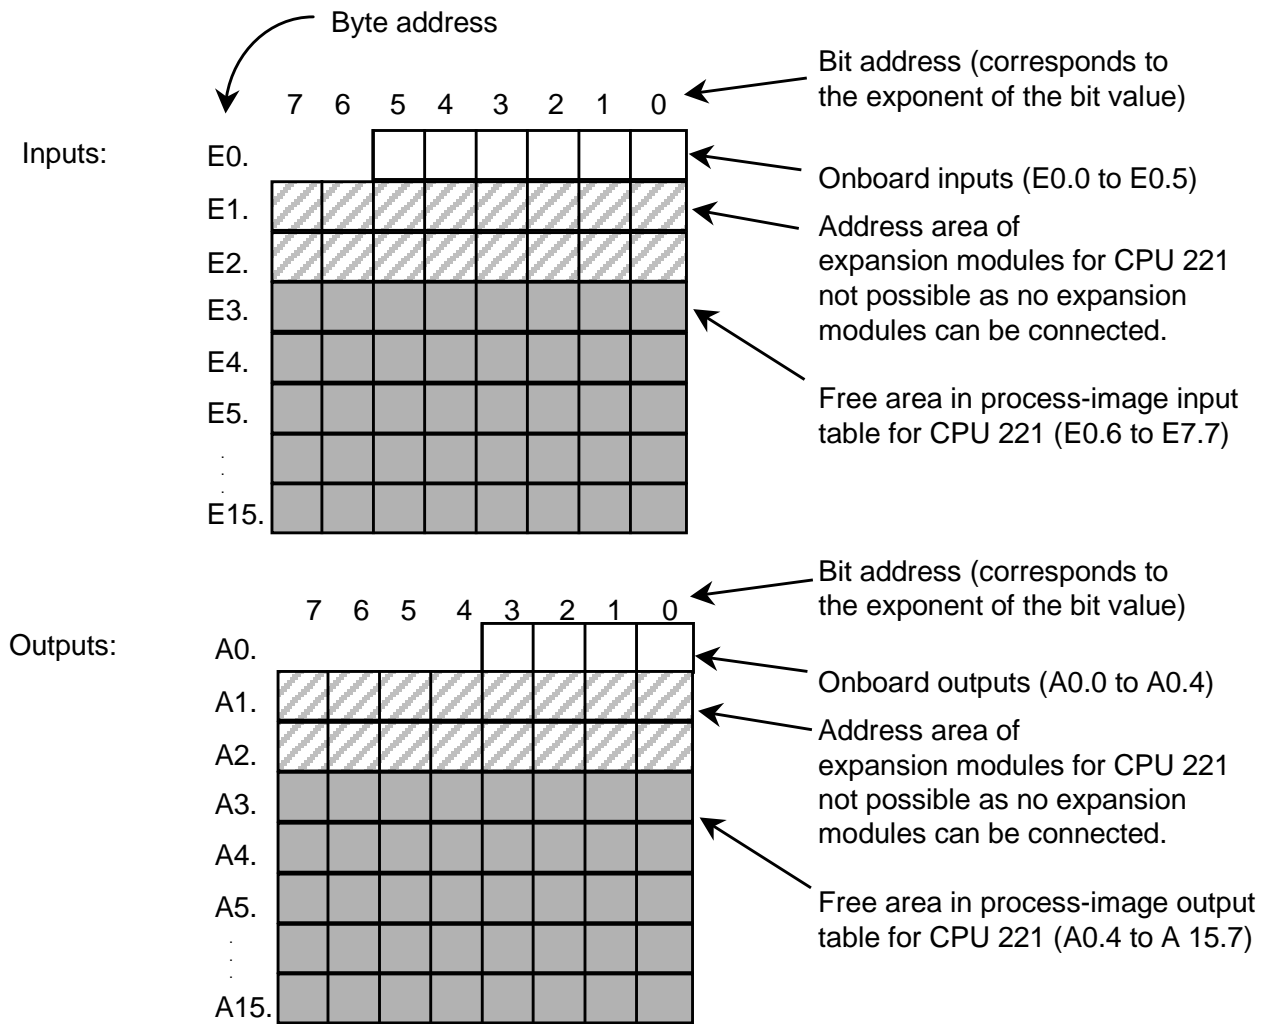 Byte address
Bit address (corresponds to
the exponent of the bit value)
7 6 5 4 3 2 1 0
Inputs:
E0.
Onboard inputs (E0.0 to E0.5)
E1.
Address area of
expansion modules for CPU 221
not possible as no expansion
modules can be connected.
E2.
E3.
E4.
E5.
Free area in process-image input
table for CPU 221 (E0.6 to E7.7)
.
.
.
E15.
Bit address (corresponds to
the exponent of the bit value)
7 6 5 4 3 2 1 0
Outputs:
A0.
Onboard outputs (A0.0 to A0.4)
A1.
Address area of
expansion modules for CPU 221
not possible as no expansion
modules can be connected.
A2.
A3.
A4.
A5.
Free area in process-image output
table for CPU 221 (A0.4 to A 15.7)
.
.
.
A15.